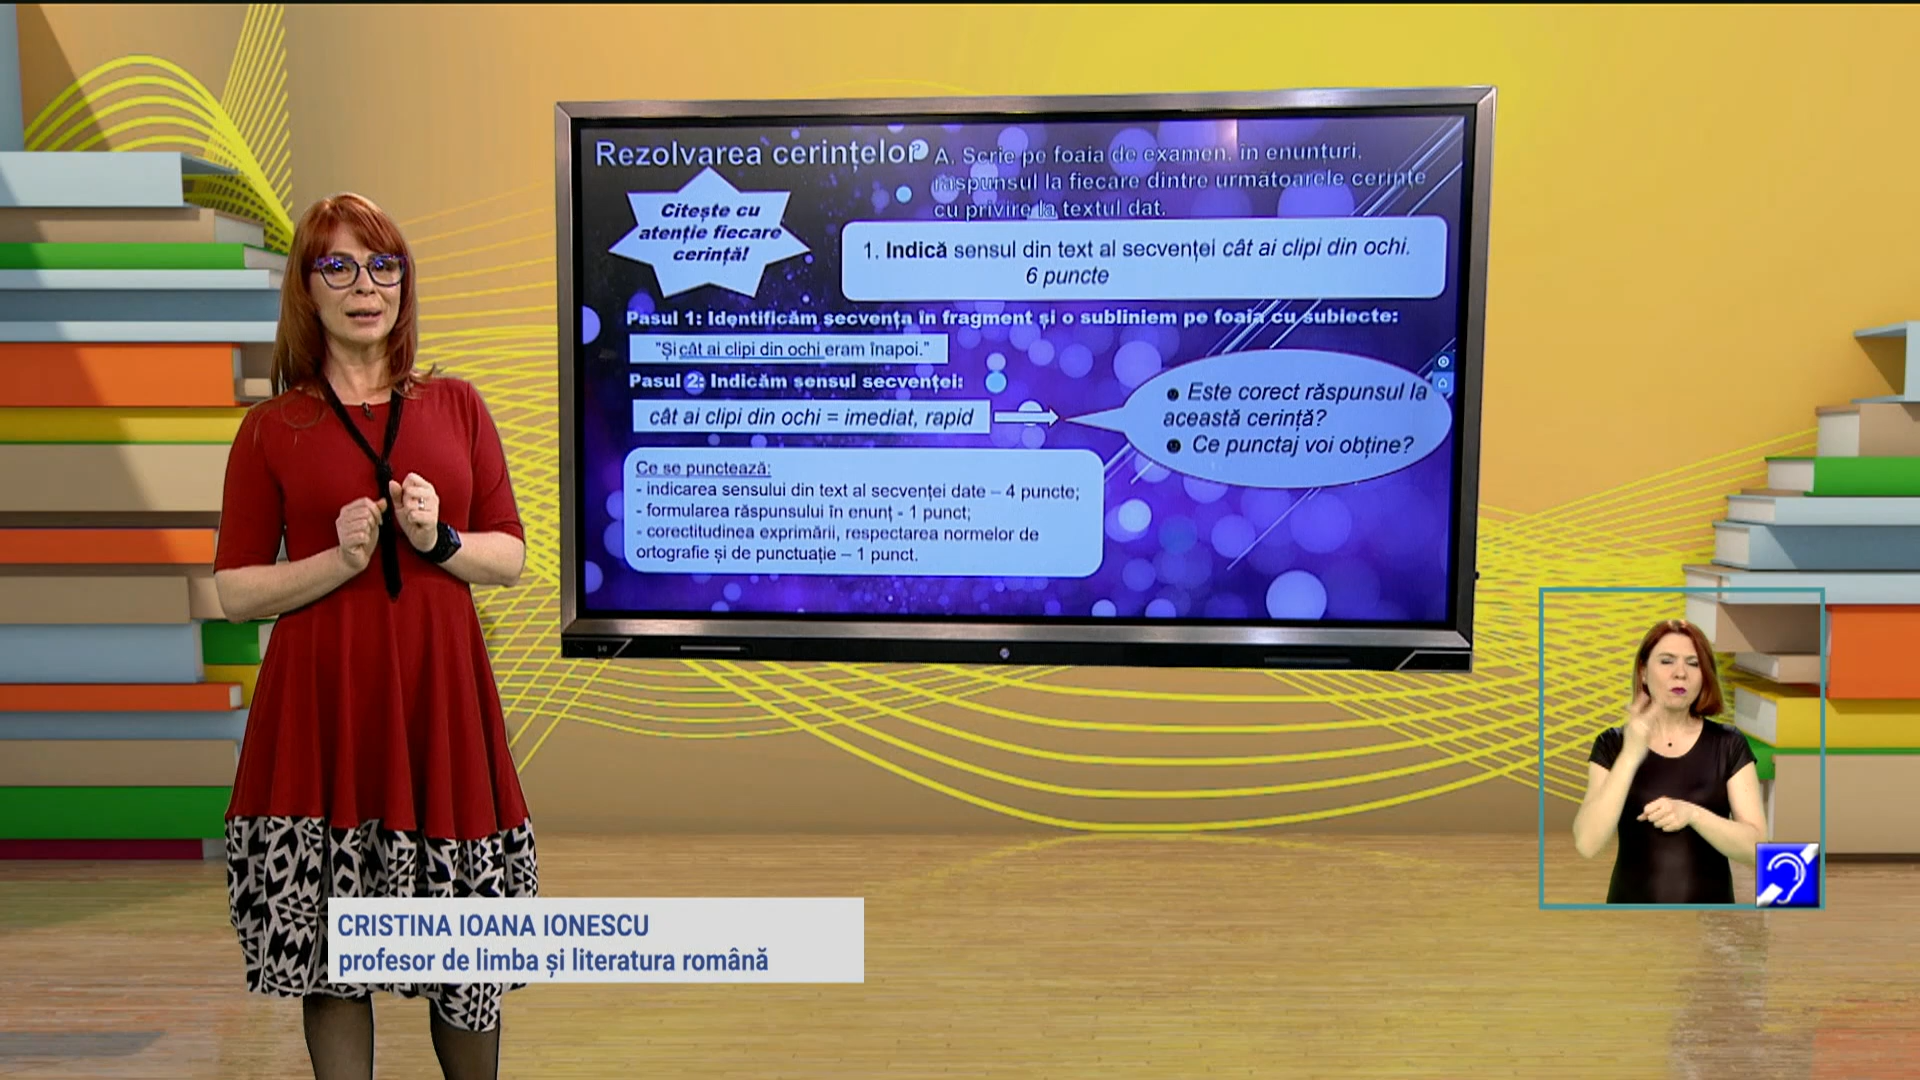 Rezolvarea cerințelor
A. Scrie pe foaia de examen, în enunțuri,
răspunsul la fiecare dintre următoarele cerințe
cu privire la textul dat.
Citește cu
atenție fiecare
cerință!
1. Indică sensul din text al secvenței cât ai clipi din ochi.
6 puncte
Pasul 1: Identificăm secvența în fragment și o subliniem pe foaia cu subiecte:
"Și cât ai clipi din ochi eram înapoi."
Pasul 2: Indicăm sensul secvenței:
cât ai clipi din ochi = imediat, rapid
● Este corect răspunsul la
această cerință?
● Ce punctaj voi obține?
Ce se punctează:
- indicarea sensului din text al secvenței date – 4 puncte;
- formularea răspunsului în enunț - 1 punct;
- corectitudinea exprimării, respectarea normelor de
ortografie și de punctuație – 1 punct.
CRISTINA IOANA IONESCU
profesor de limba și literatura română